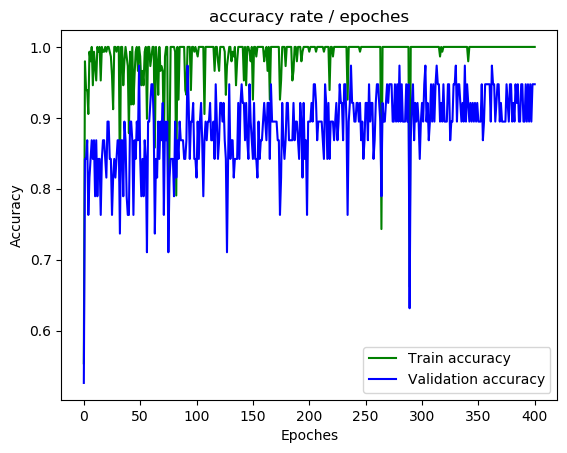 accuracy rate / epoches
1.0
0.9
0.8
0.7
0.6
Accuracy
0 50 100 150 200 250 300 350 400
Epoches
Train accuracy
Validation accuracy